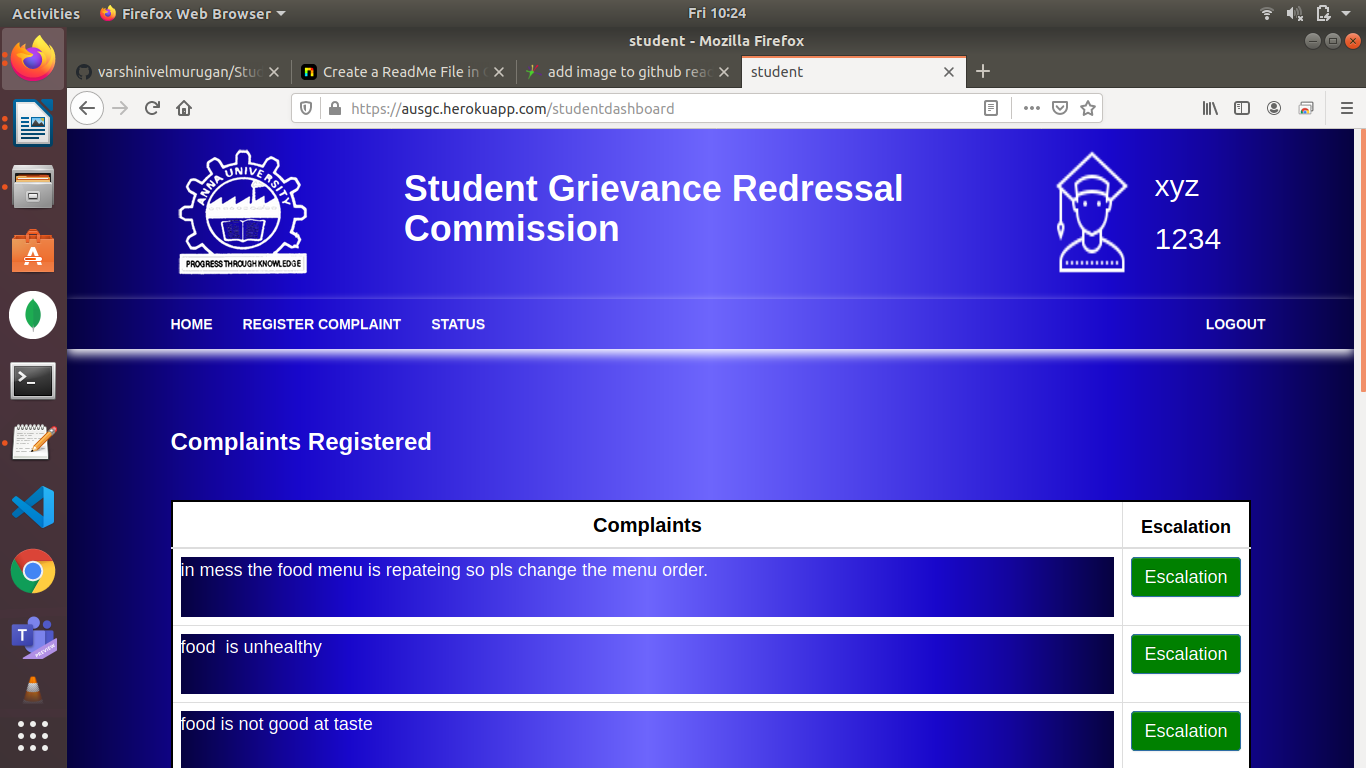 Activities
Firefox Web Browser
Fri 10:24
student - Mozilla Firefox
varshinivelmurugan/Stud
Create a ReadMe File in
add image to github read
student
https://ausgc.herokuapp.com/studentdashboard
ANNA UNIVERSITY
PROGRESS THROUGH KNOWLEDGE
Student Grievance Redressal
Commission
xyz
1234
HOME
REGISTER COMPLAINT
STATUS
LOGOUT
Complaints Registered
Complaints
Escalation
in mess the food menu is repateing so pls change the menu order.
Escalation
food  is unhealthy
Escalation
food is not good at taste
Escalation
T
PREVIEW